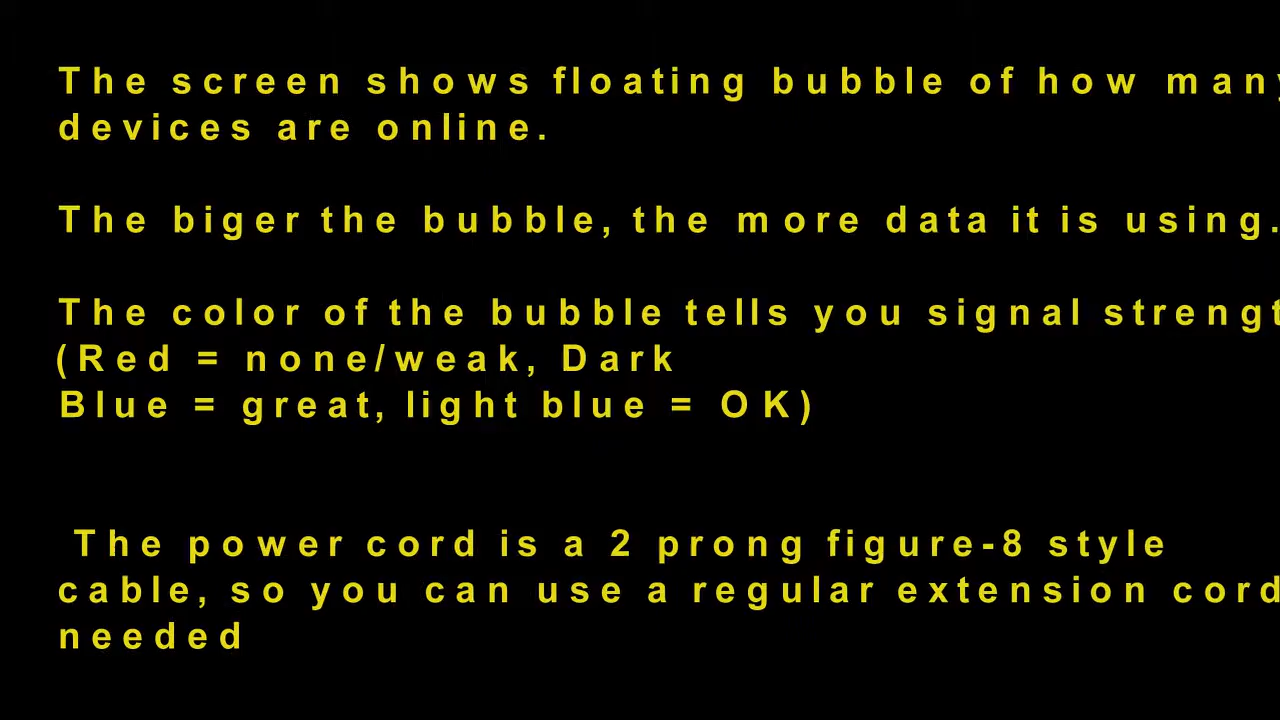 The screen shows floating bubble of how many
devices are online.
The biger the bubble, the more data it is using.
The color of the bubble tells you signal strengt
(Red = none/weak, Dark
Blue = great, light blue = OK)
The power cord is a 2 prong figure-8 style
cable, so you can use a regular extension cord
needed